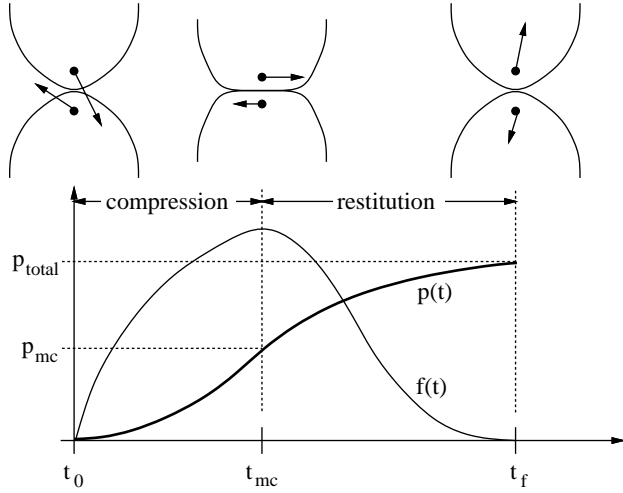 compression
restitution
p_total
p(t)
p_mc
f(t)
t_0
t_mc
t_f